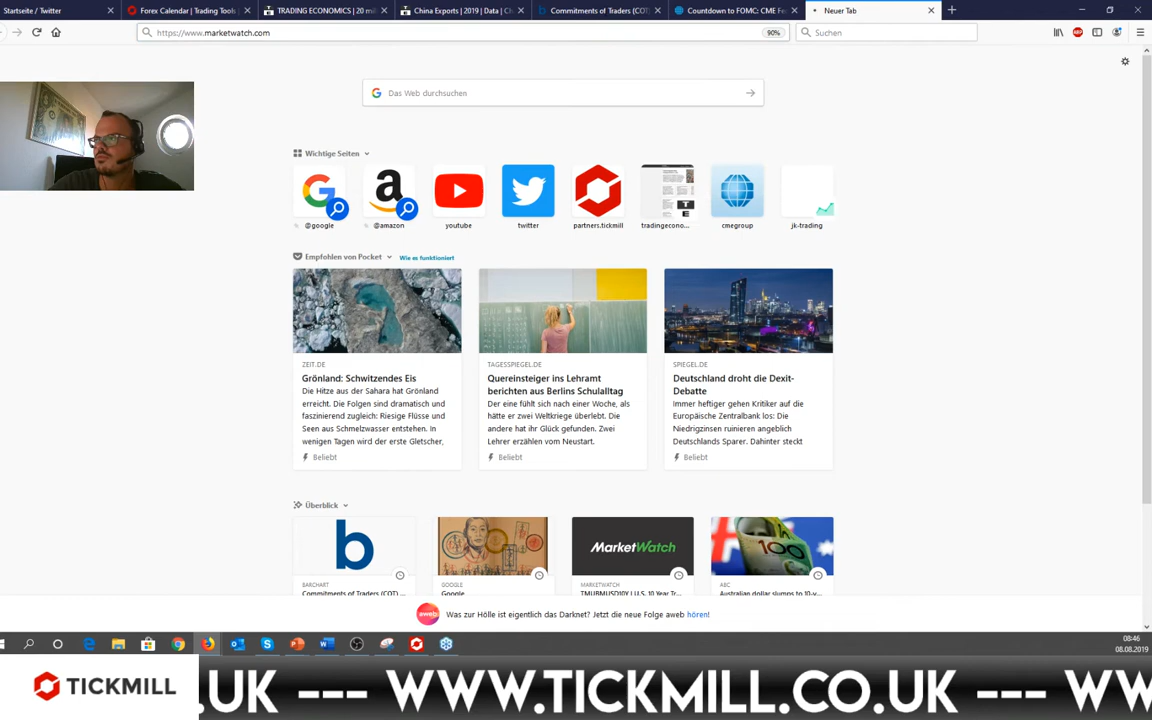 Startseite / Twitter
Forex Calendar | Trading Tools
TRADING ECONOMICS | 20 mil
China Exports | 2019 | Data | Ch
Commitments of Traders (COT)
Countdown to FOMC: CME Fe
Neuer Tab
https://www.marketwatch.com
90%
Suchen
ABP
Das Web durchsuchen
Wichtige Seiten
@google
@amazon
youtube
twitter
partners.tickmill
tradingecono...
cmegroup
jk-trading
Empfohlen von Pocket
Wie es funktioniert
ZEIT.DE
Grönland: Schwitzendes Eis
Die Hitze aus der Sahara hat Grönland
erreicht. Die Folgen sind dramatisch und
faszinierend zugleich: Riesige Flüsse und
Seen aus Schmelzwasser entstehen. In
wenigen Tagen wird der erste Gletscher,
Beliebt
TAGESSPIEGEL.DE
Quereinsteiger ins Lehramt
berichten aus Berlins Schulalltag
Der eine fühlt sich nach einer Woche, als
hätte er zwei Weltkriege überlebt. Die
andere hat ihr Glück gefunden. Zwei
Lehrer erzählen vom Neustart.
Beliebt
SPIEGEL.DE
Deutschland droht die Dexit-
Debatte
Immer heftiger gehen Kritiker auf die
Europäische Zentralbank los: Die
Niedrigzinsen ruinieren angeblich
Deutschlands Sparer. Dahinter steckt
Beliebt
Überblick
b
MarketWatch
100
BARCHART
Commitments of Traders (COT) ...
GOOGLE
Google
MARKETWATCH
TMUBMUSD10Y | U.S. 10 Year Tr...
ABC
Australian dollar slumps to 10-y...
aweb
Was zur Hölle ist eigentlich das Darknet? Jetzt die neue Folge aweb hören!
08:46
08.08.2019
TICKMILL
.UK --- WWW.TICKMILL.CO.UK --- WW